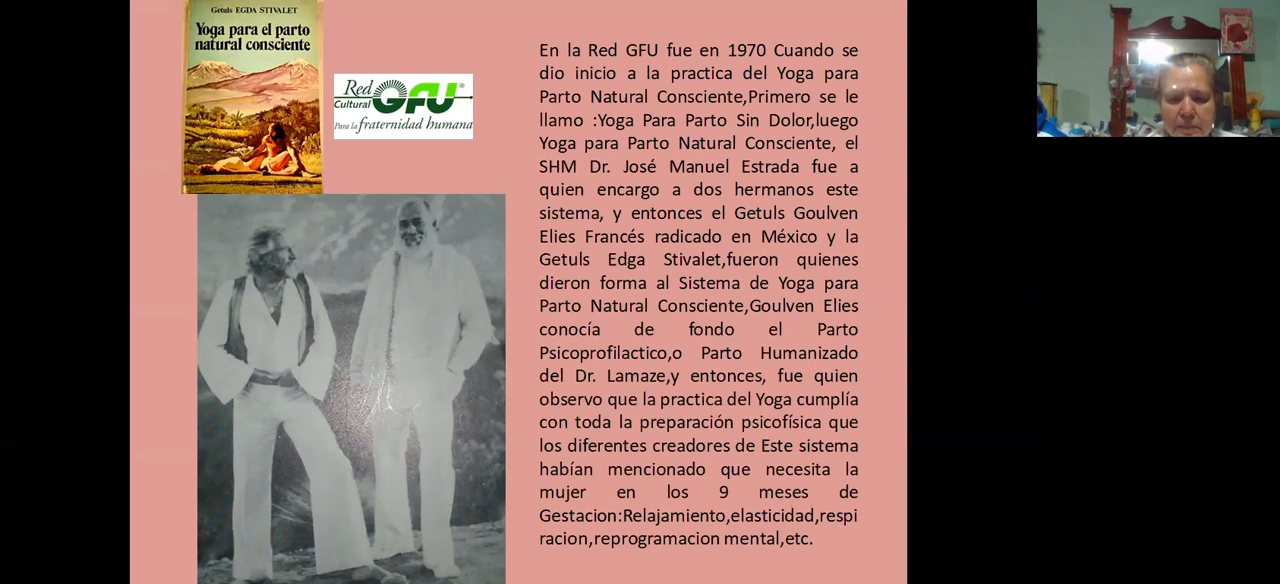 Getuls EGDA STIVALET
Yoga para el parto
natural consciente
Red
Cultural GFU®
Para la fraternidad humana
En la Red GFU fue en 1970 Cuando se
dio inicio a la practica del Yoga para
Parto Natural Consciente,Primero se le
llamo :Yoga Para Parto Sin Dolor,luego
Yoga para Parto Natural Consciente, el
SHM Dr. José Manuel Estrada fue a
quien encargo a dos hermanos este
sistema, y entonces el Getuls Goulven
Elies Francés radicado en México y la
Getuls Edga Stivalet,fueron quienes
dieron forma al Sistema de Yoga para
Parto Natural Consciente,Goulven Elies
conocía de fondo el Parto
Psicoprofilactico,o Parto Humanizado
del Dr. Lamaze,y entonces, fue quien
observo que la practica del Yoga cumplía
con toda la preparación psicofísica que
los diferentes creadores de Este sistema
habían mencionado que necesita la
mujer en los 9 meses de
Gestacion:Relajamiento,elasticidad,respi
racion,reprogramacion mental,etc.